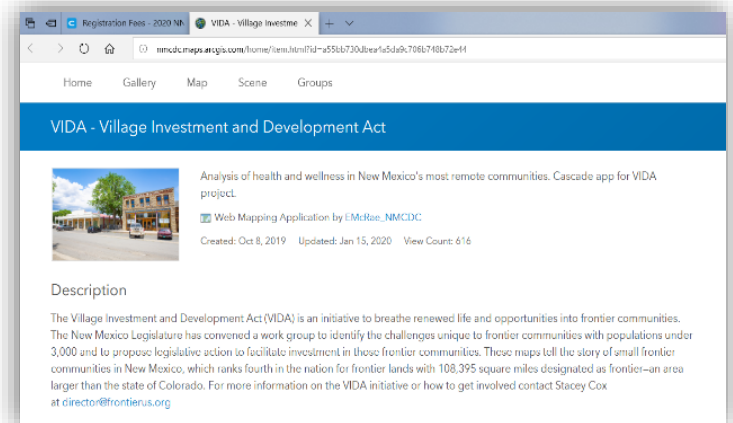 Registration Fees - 2020 NN
VIDA - Village Investme
nmcdc.maps.arcgis.com/home/item.html?id=a55bb730dbea4a5da9c706b748b72e44
Home Gallery Map Scene Groups
VIDA - Village Investment and Development Act
Analysis of health and wellness in New Mexico's most remote communities. Cascade app for VIDA
project.
Web Mapping Application by EMcRae_NMCDC
Created: Oct 8, 2019 Updated: Jan 15, 2020 View Count: 616
Description
The Village Investment and Development Act (VIDA) is an initiative to breathe renewed life and opportunities into frontier communities.
The New Mexico Legislature has convened a work group to identify the challenges unique to frontier communities with populations under
3,000 and to propose legislative action to facilitate investment in those frontier communities. These maps tell the story of small frontier
communities in New Mexico, which ranks fourth in the nation for frontier lands with 108,395 square miles designated as frontier–an area
larger than the state of Colorado. For more information on the VIDA initiative or how to get involved contact Stacey Cox
at director@frontierus.org